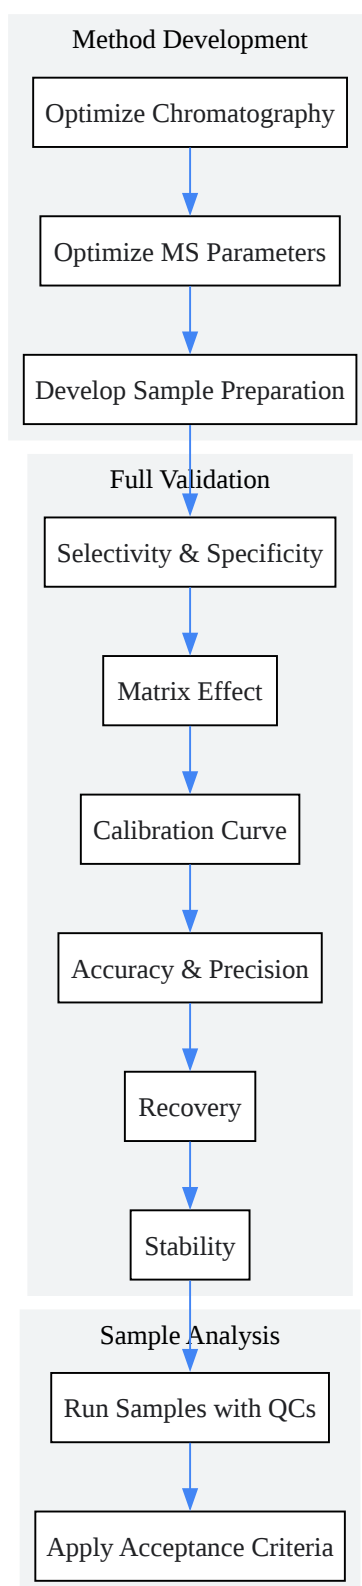 Method Development
Optimize Chromatography
Optimize MS Parameters
Develop Sample Preparation
Full Validation
Selectivity & Specificity
Matrix Effect
Calibration Curve
Accuracy & Precision
Recovery
Stability
Sample Analysis
Run Samples with QCs
Apply Acceptance Criteria